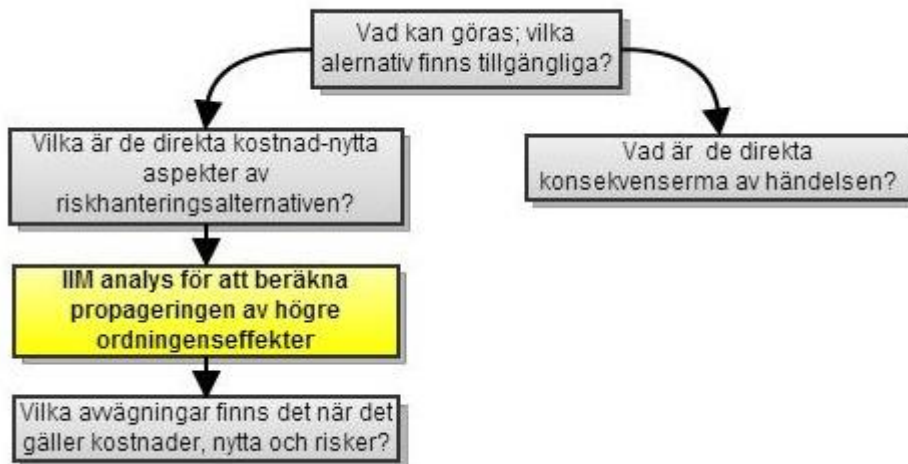 Vad kan göras; vilka
alernativ finns tillgängliga?
Vilka är de direkta kostnad-nytta
aspekter av
riskhanteringsalternativen?
Vad är de direkta
konsekvenserma av händelsen?
IIM analys för att beräkna
propageringen av högre
ordningenseffekter
Vilka avvägningar finns det när det
gäller kostnader, nytta och risker?